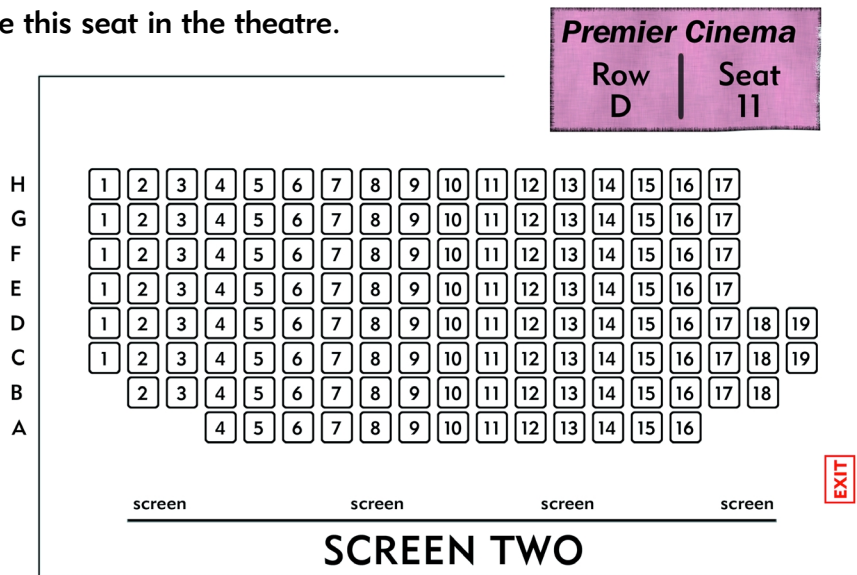 e this seat in the theatre.
Premier Cinema
Row Seat
D 11
H 1 2 3 4 5 6 7 8 9 10 11 12 13 14 15 16 17
G 1 2 3 4 5 6 7 8 9 10 11 12 13 14 15 16 17
F 1 2 3 4 5 6 7 8 9 10 11 12 13 14 15 16 17
E 1 2 3 4 5 6 7 8 9 10 11 12 13 14 15 16 17
D 1 2 3 4 5 6 7 8 9 10 11 12 13 14 15 16 17 18 19
C 1 2 3 4 5 6 7 8 9 10 11 12 13 14 15 16 17 18 19
B 2 3 4 5 6 7 8 9 10 11 12 13 14 15 16 17 18
A 4 5 6 7 8 9 10 11 12 13 14 15 16
EXIT
screen screen screen screen
SCREEN TWO